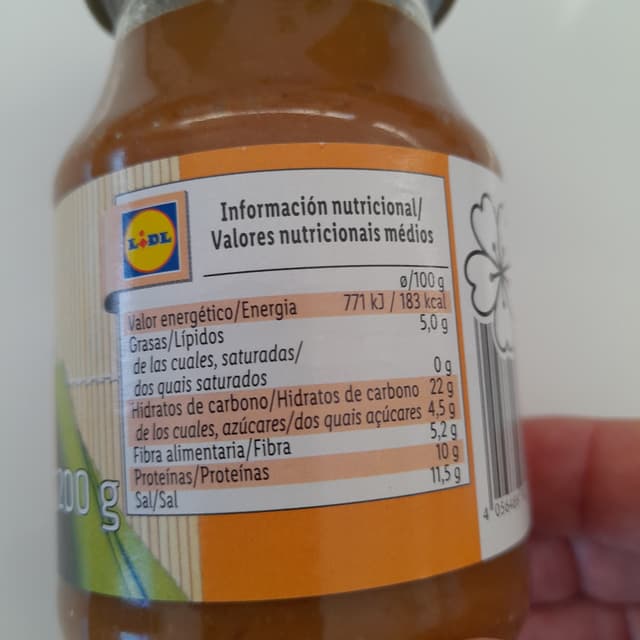 LIDL
Información nutricional/
Valores nutricionais médios
ø/100 g
Valor energético/Energia 771 kJ / 183 kcal
Grasas/Lípidos 5,0 g
de las cuales, saturadas/
dos quais saturados 0 g
Hidratos de carbono/Hidratos de carbono 22 g
de los cuales, azúcares/dos quais açúcares 4,5 g
Fibra alimentaria/Fibra 5,2 g
Proteínas/Proteínas 10 g
Sal/Sal 11,5 g
200 g